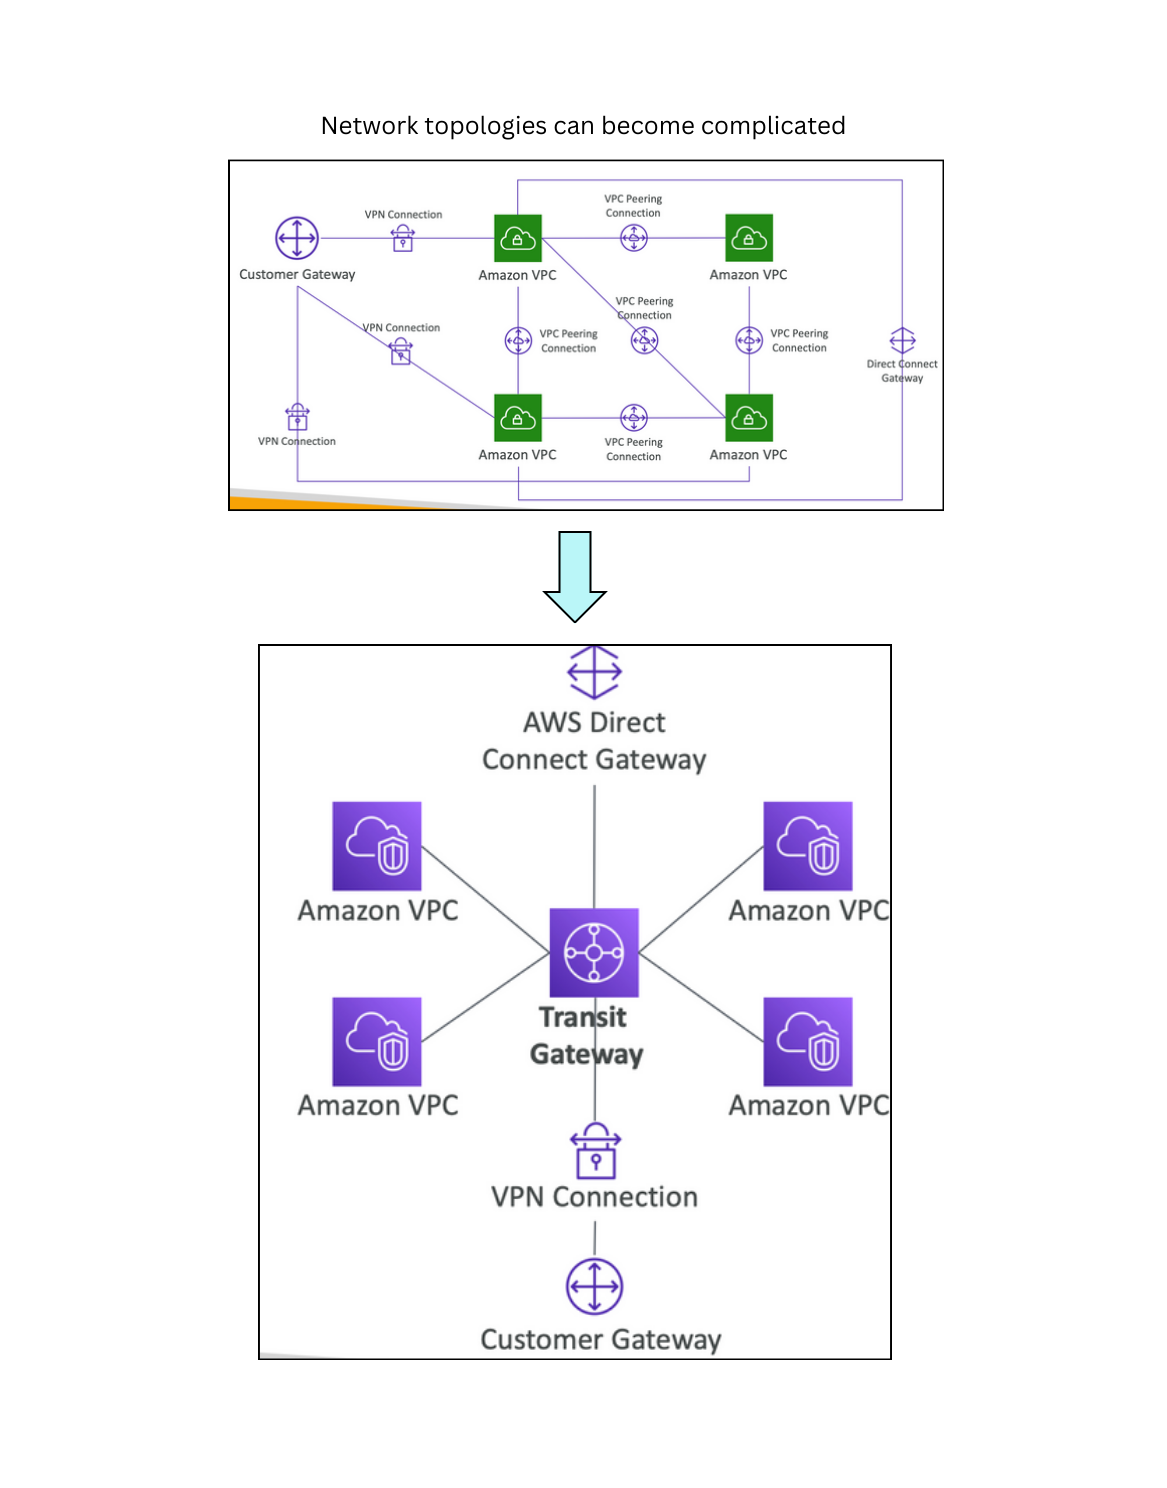 Network topologies can become complicated
VPC Peering
Connection
VPN Connection
Customer Gateway
Amazon VPC
Amazon VPC
VPC Peering
Connection
VPN Connection
VPC Peering
Connection
VPC Peering
Connection
Direct Connect
Gateway
VPN Connection
VPC Peering
Connection
Amazon VPC
Amazon VPC
AWS Direct
Connect Gateway
Amazon VPC
Amazon VPC
Transit
Gateway
Amazon VPC
Amazon VPC
VPN Connection
Customer Gateway